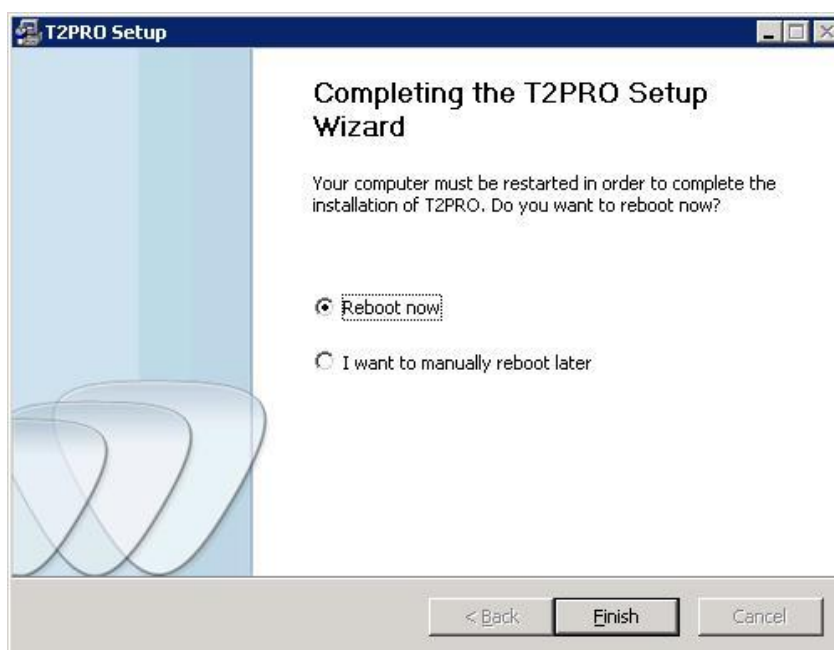 T2PRO Setup
Completing the T2PRO Setup
Wizard
Your computer must be restarted in order to complete the
installation of T2PRO. Do you want to reboot now?
Reboot now
I want to manually reboot later
< Back
Finish
Cancel